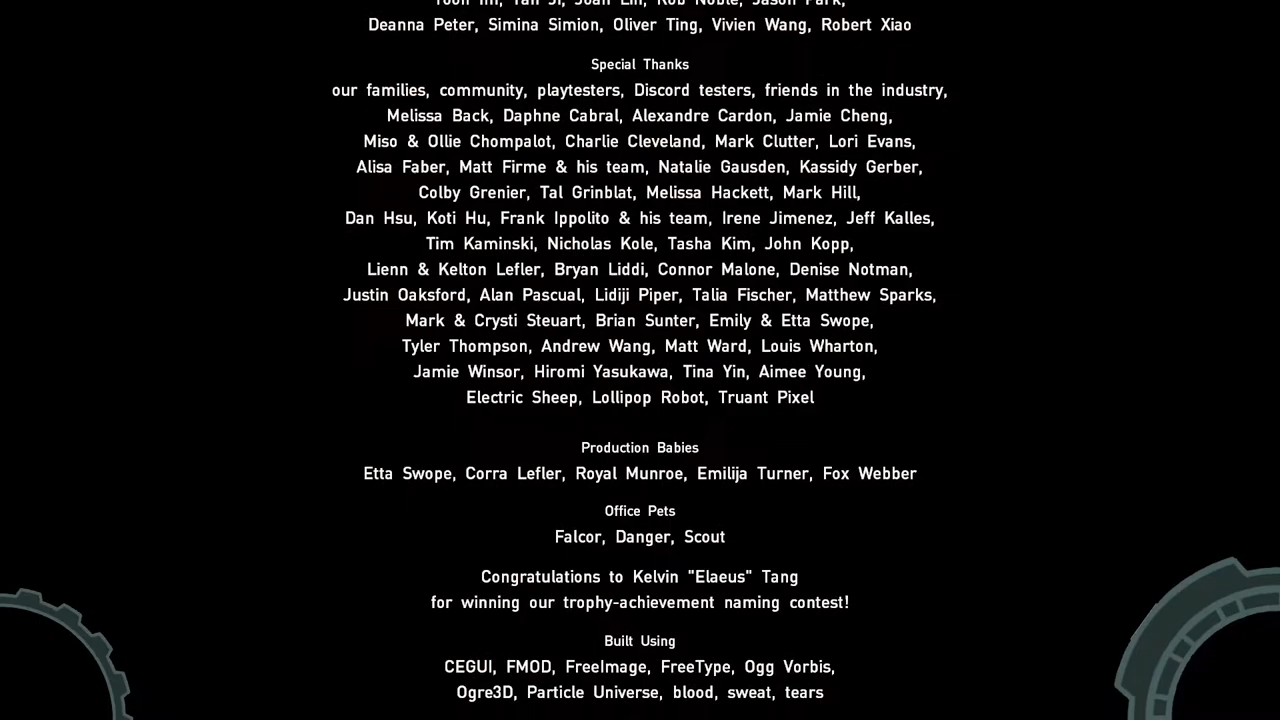 Deanna Peter, Simina Simion, Oliver Ting, Vivien Wang, Robert Xiao
Special Thanks
our families, community, playtesters, Discord testers, friends in the industry,
Melissa Back, Daphne Cabral, Alexandre Cardon, Jamie Cheng,
Miso & Ollie Chompalot, Charlie Cleveland, Mark Clutter, Lori Evans,
Alisa Faber, Matt Firme & his team, Natalie Gausden, Kassidy Gerber,
Colby Grenier, Tal Grinblat, Melissa Hackett, Mark Hill,
Dan Hsu, Koti Hu, Frank Ippolito & his team, Irene Jimenez, Jeff Kalles,
Tim Kaminski, Nicholas Kole, Tasha Kim, John Kopp,
Lienn & Kelton Lefler, Bryan Liddi, Connor Malone, Denise Notman,
Justin Oaksford, Alan Pascual, Lidiji Piper, Talia Fischer, Matthew Sparks,
Mark & Crysti Steuart, Brian Sunter, Emily & Etta Swope,
Tyler Thompson, Andrew Wang, Matt Ward, Louis Wharton,
Jamie Winsor, Hiromi Yasukawa, Tina Yin, Aimee Young,
Electric Sheep, Lollipop Robot, Truant Pixel
Production Babies
Etta Swope, Corra Lefler, Royal Munroe, Emilija Turner, Fox Webber
Office Pets
Falcor, Danger, Scout
Congratulations to Kelvin "Elaeus" Tang
for winning our trophy-achievement naming contest!
Built Using
CEGUI, FMOD, FreeImage, FreeType, Ogg Vorbis,
Ogre3D, Particle Universe, blood, sweat, tears